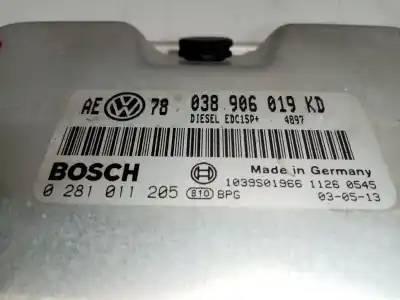 AE 78 038 906 019 KD
DIESEL EDC15P+ 4897
BOSCH Made in Germany
0 281 011 205 810 BPG 1039S01966 1126 0545
03-05-13